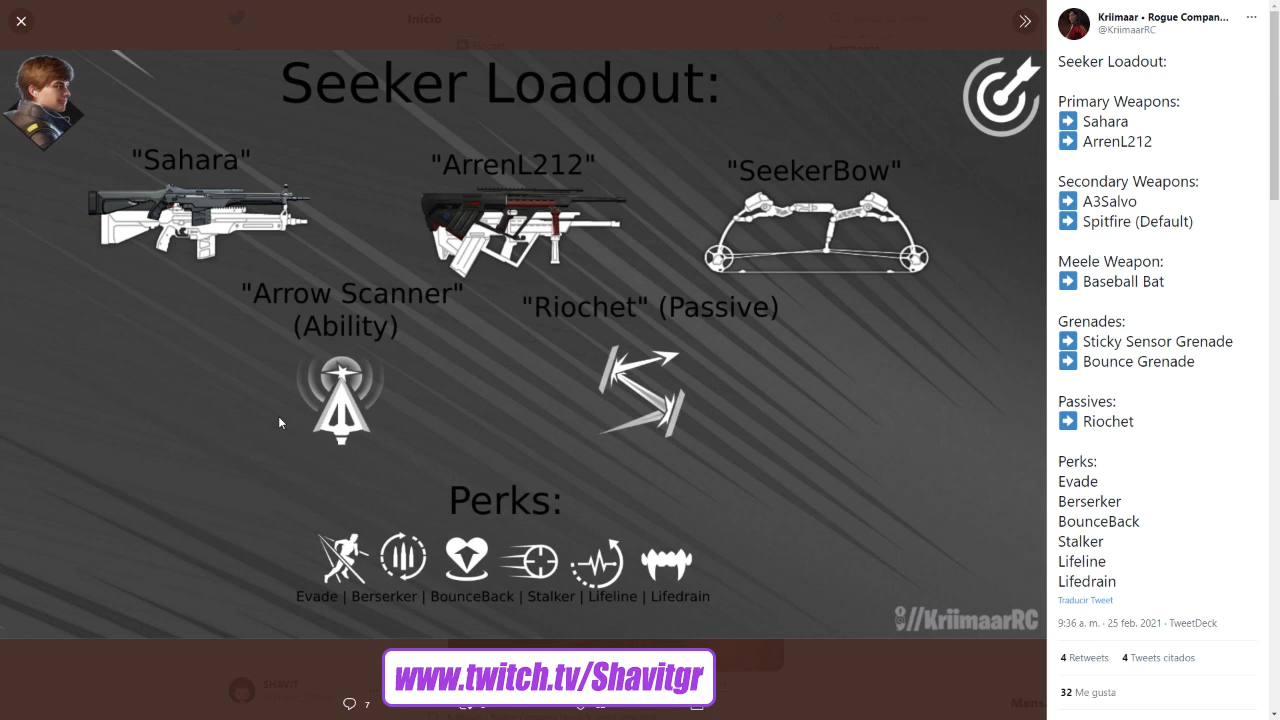 Inicio
Seeker Loadout:
"Sahara"
"ArrenL212"
"SeekerBow"
"Arrow Scanner"
(Ability)
"Riochet" (Passive)
Perks:
Evade | Berserker | BounceBack | Stalker | Lifeline | Lifedrain
//KriimaarRC
www.twitch.tv/Shavitgr
SHAVIT
7
Kriimaar • Rogue Compan...
@KriimaarRC
Seeker Loadout:
Primary Weapons:
Sahara
ArrenL212
Secondary Weapons:
A3Salvo
Spitfire (Default)
Meele Weapon:
Baseball Bat
Grenades:
Sticky Sensor Grenade
Bounce Grenade
Passives:
Riochet
Perks:
Evade
Berserker
BounceBack
Stalker
Lifeline
Lifedrain
Traducir Tweet
9:36 a. m. · 25 feb. 2021 · TweetDeck
4 Retweets 4 Tweets citados
32 Me gusta